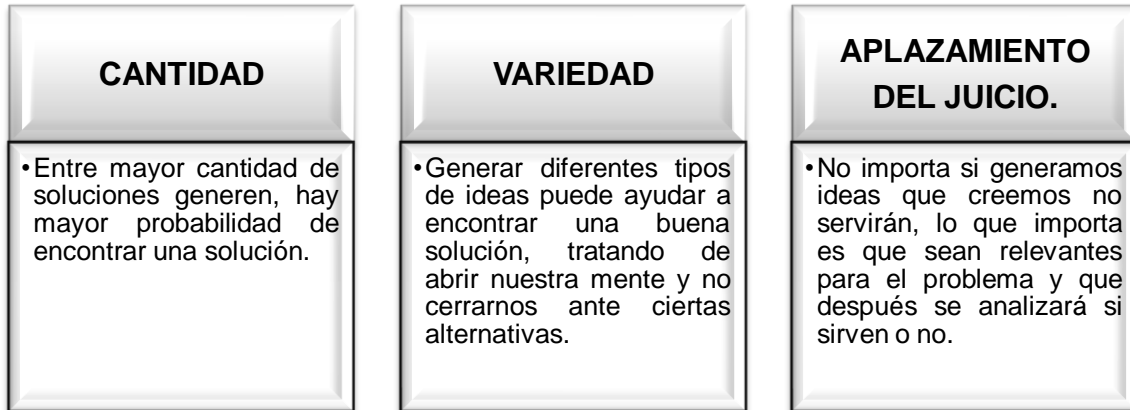 CANTIDAD
•Entre mayor cantidad de
soluciones generen, hay
mayor probabilidad de
encontrar una solución.
VARIEDAD
•Generar diferentes tipos
de ideas puede ayudar a
encontrar una buena
solución, tratando de
abrir nuestra mente y no
cerrarnos ante ciertas
alternativas.
APLAZAMIENTO
DEL JUICIO.
•No importa si generamos
ideas que creemos no
servirán, lo que importa
es que sean relevantes
para el problema y que
después se analizará si
sirven o no.